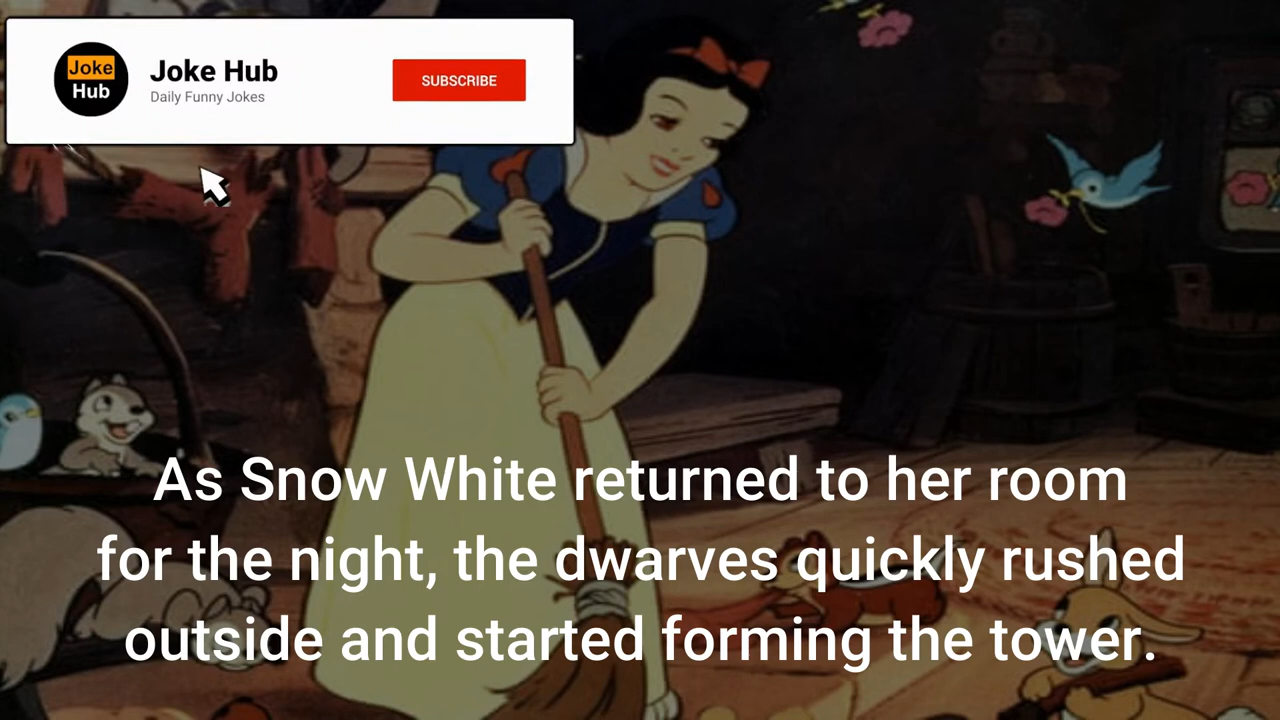 Joke
Hub
Joke Hub
Daily Funny Jokes
SUBSCRIBE
As Snow White returned to her room
for the night, the dwarves quickly rushed
outside and started forming the tower.